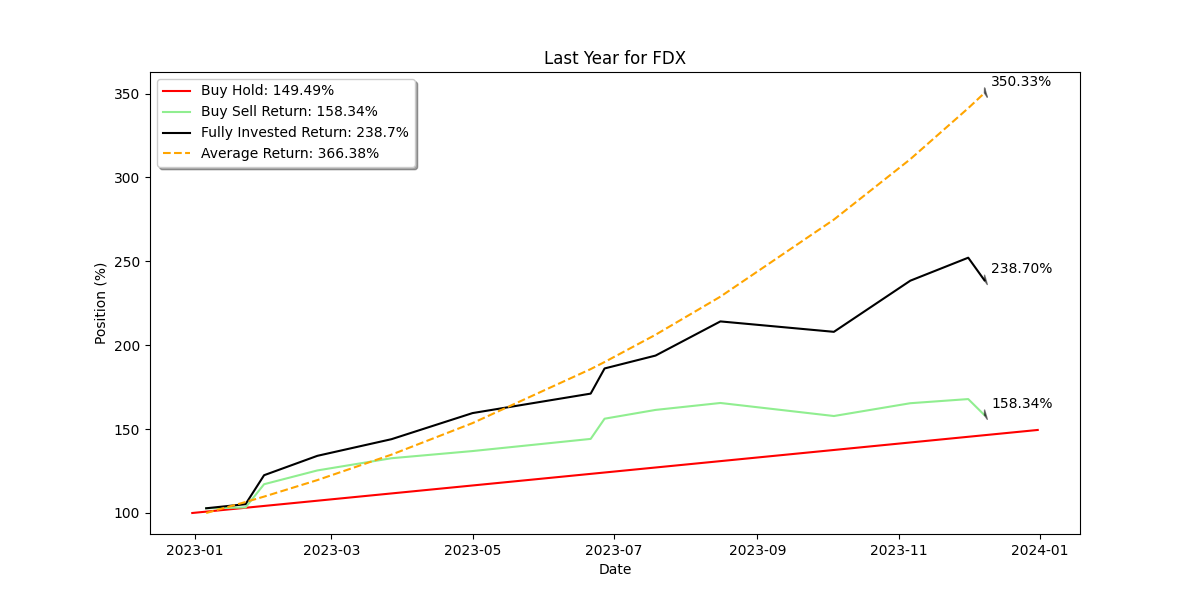 Last Year for FDX
Buy Hold: 149.49%
Buy Sell Return: 158.34%
Fully Invested Return: 238.7%
Average Return: 366.38%
350.33%
238.70%
158.34%
Position (%)
350
300
250
200
150
100
2023-01
2023-03
2023-05
2023-07
2023-09
2023-11
2024-01
Date